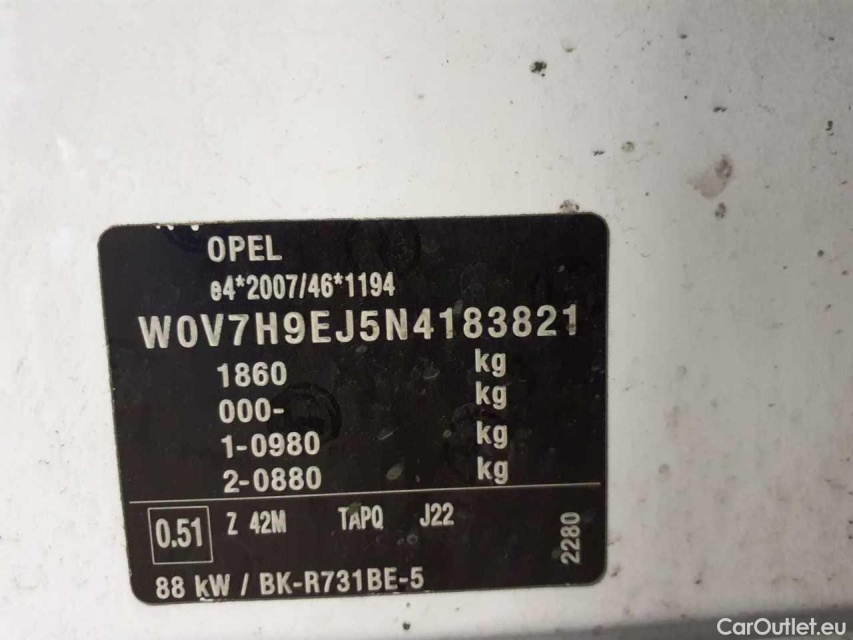 OPEL
e4*2007/46*1194
W0V7H9EJ5N4183821
1860 kg
000- kg
1-0980 kg
2-0880 kg
0.51 Z 42M TAPQ J22
2280
88 kW / BK-R731BE-5
CarOutlet.eu